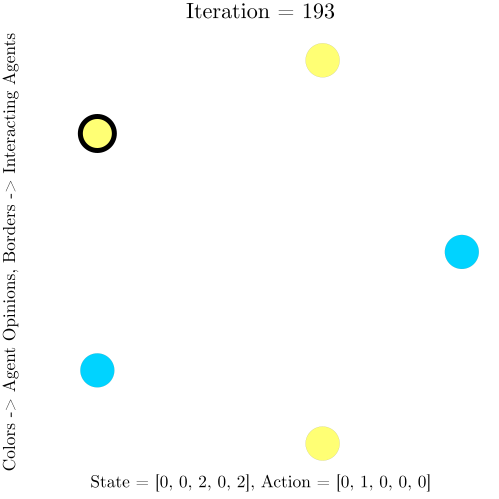 Iteration = 193
Colors -> Agent Opinions, Borders -> Interacting Agents
State = [0, 0, 2, 0, 2], Action = [0, 1, 0, 0, 0]